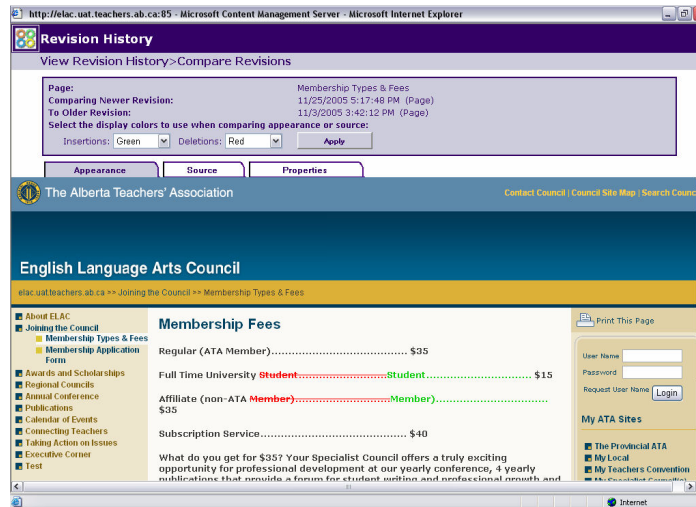 http://elac.uat.teachers.ab.ca:85 - Microsoft Content Management Server - Microsoft Internet Explorer
Revision History
View Revision History>Compare Revisions
Page: Membership Types & Fees
Comparing Newer Revision: 11/25/2005 5:17:48 PM (Page)
To Older Revision: 11/3/2005 3:42:12 PM (Page)
Select the display colors to use when comparing appearance or source:
Insertions: Green Deletions: Red Apply
Appearance Source Properties
The Alberta Teachers' Association Contact Council | Council Site Map | Search Counc
English Language Arts Council
elac.uat.teachers.ab.ca >> Joining the Council >> Membership Types & Fees
About ELAC
Joining the Council
Membership Types & Fees
Membership Application
Form
Awards and Scholarships
Regional Councils
Annual Conference
Publications
Calendar of Events
Connecting Teachers
Taking Action on Issues
Executive Corner
Test
Membership Fees
Regular (ATA Member)....................................... $35
Full Time University Student..................................Student.............................. $15
Affiliate (non-ATA Member)........................................Member)........................................
$35
Subscription Service.......................................... $40
What do you get for $35? Your Specialist Council offers a truly exciting
opportunity for professional development at our yearly conference, 4 yearly
publications that provide a forum for student writing and professional growth and
Print This Page
User Name
Password
Request User Name Login
My ATA Sites
The Provincial ATA
My Local
My Teachers Convention
My Specialist Council(s)
Internet